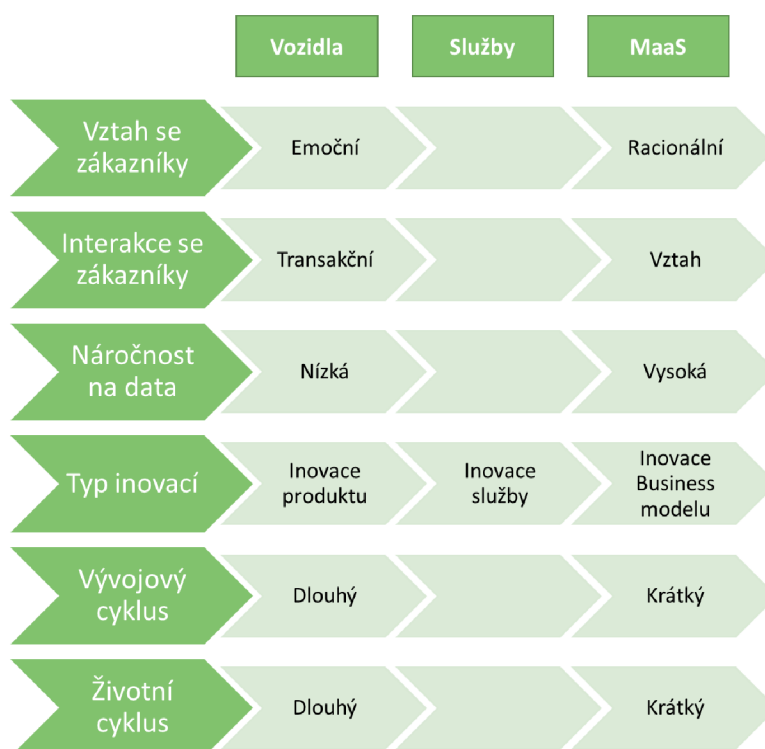 Vozidla Služby MaaS
Vztah se
zákazníky
Emoční
Racionální
Interakce se
zákazníky
Transakční
Vztah
Náročnost
na data
Nízká
Vysoká
Typ inovací
Inovace
produktu
Inovace
služby
Inovace
Business
modelu
Vývojový
cyklus
Dlouhý
Krátký
Životní
cyklus
Dlouhý
Krátký